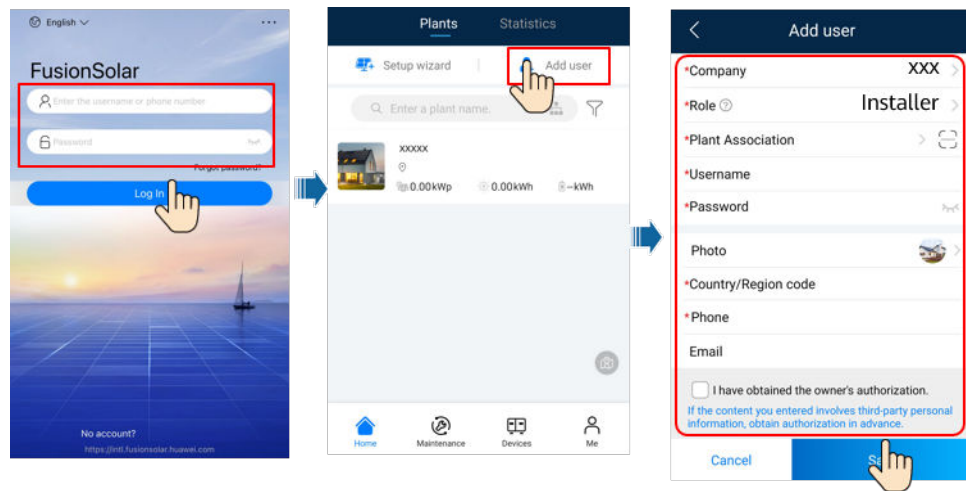 English
FusionSolar
Enter the username or phone number
Password
Forgot password?
Log In
No account?
https://intl.fusionsolar.huawei.com
Plants Statistics
Setup wizard Add user
Enter a plant name.
xxxxx
0.00kWp 0.00kWh –kWh
Home Maintenance Devices Me
Add user
*Company XXX
*Role Installer
*Plant Association
*Username
*Password
Photo
*Country/Region code
*Phone
Email
I have obtained the owner's authorization.
If the content you entered involves third-party personal
information, obtain authorization in advance.
Cancel